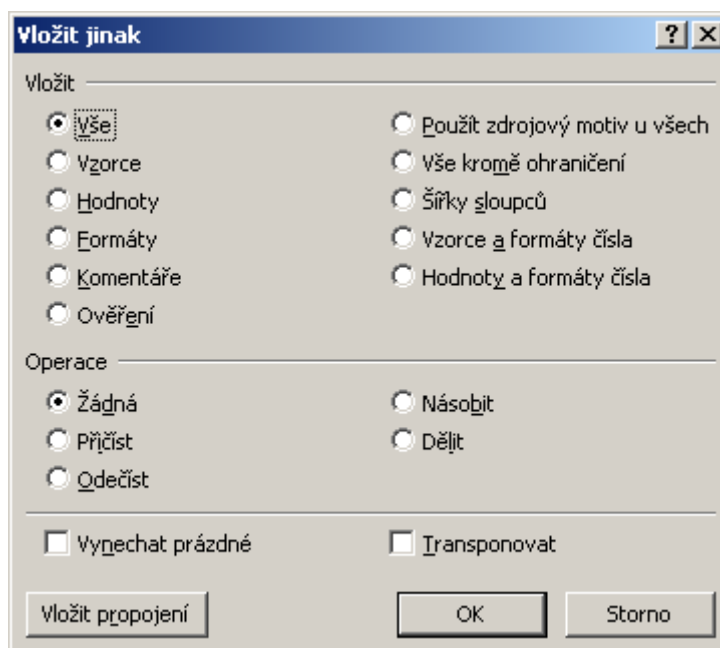 Vložit jinak
Vložit
Vše
Použít zdrojový motiv u všech
Vzorce
Vše kromě ohraničení
Hodnoty
Šířky sloupců
Formáty
Vzorce a formáty čísla
Komentáře
Hodnoty a formáty čísla
Ověření
Operace
Žádná
Násobit
Přičíst
Dělit
Odečíst
Vynechat prázdné
Transponovat
Vložit propojení
OK
Storno